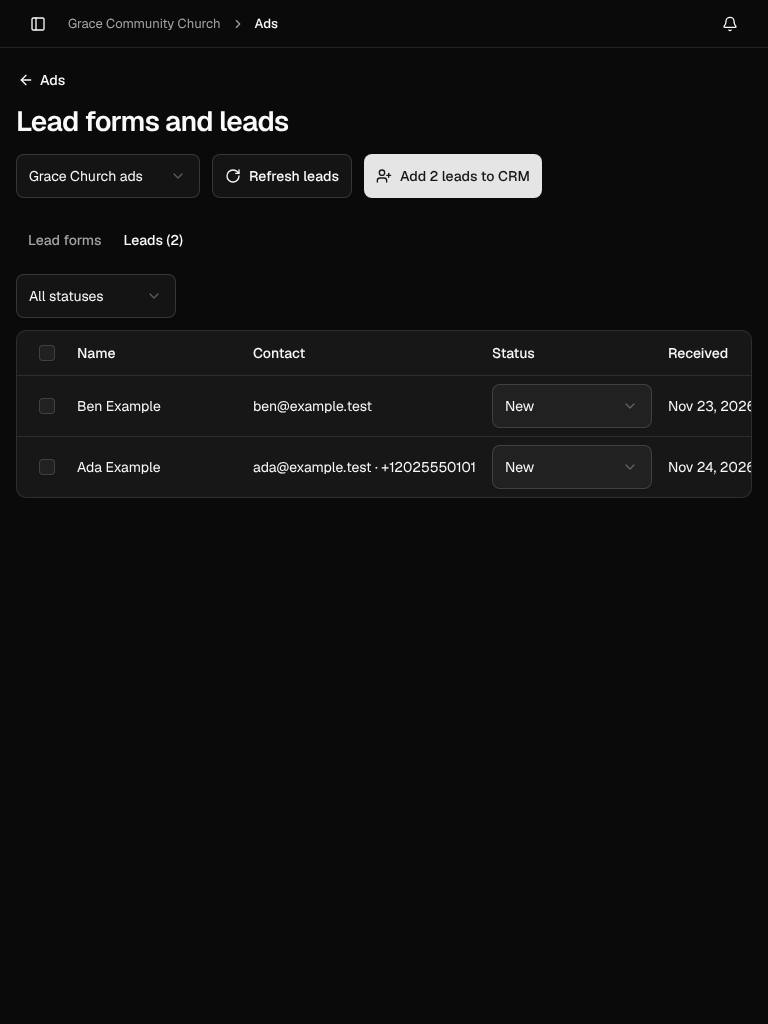 Grace Community Church > Ads
Ads
Lead forms and leads
Grace Church ads
Refresh leads
Add 2 leads to CRM
Lead forms
Leads (2)
All statuses
Name Contact Status Received
Ben Example ben@example.test New Nov 23, 2026
Ada Example ada@example.test · +12025550101 New Nov 24, 2026